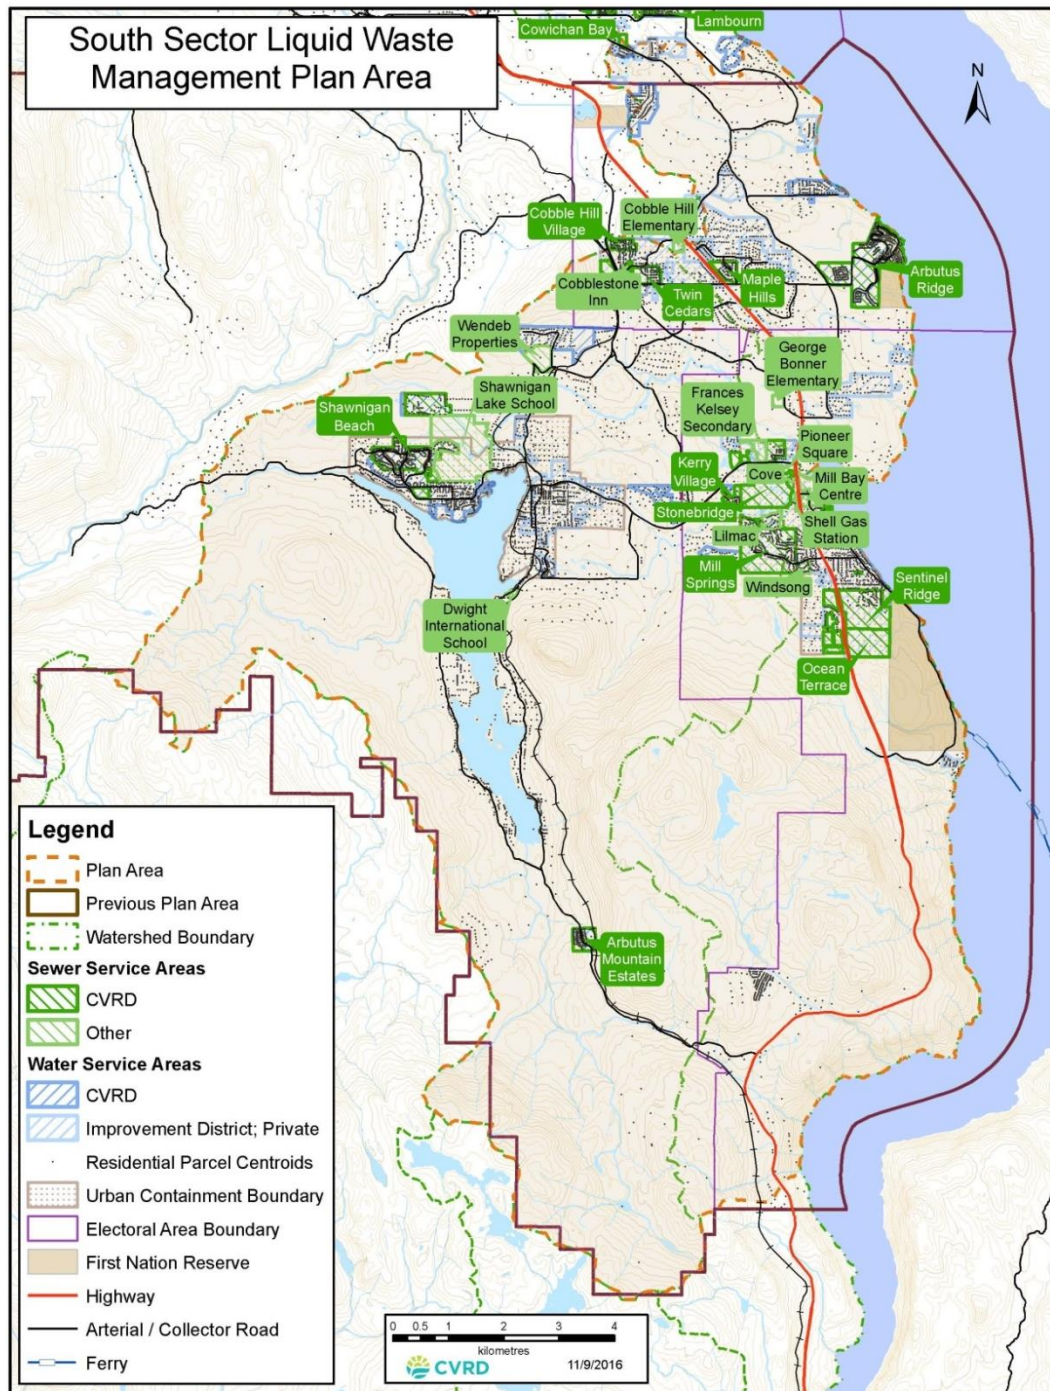 South Sector Liquid Waste
Management Plan Area
Cowichan Bay
Lambourn
N
Cobble Hill
Village
Cobble Hill
Elementary
Cobblestone
Inn
Twin
Cedars
Maple
Hills
Arbutus
Ridge
Wendeb
Properties
George
Bonner
Elementary
Shawnigan
Lake School
Shawnigan
Beach
Frances
Kelsey
Secondary
Pioneer
Square
Kerry
Village
Cove
Mill Bay
Centre
Stonebridge
Shell Gas
Station
Lilmac
Mill
Springs
Windsong
Sentinel
Ridge
Dwight
International
School
Ocean
Terrace
Arbutus
Mountain
Estates
Legend
Plan Area
Previous Plan Area
Watershed Boundary
Sewer Service Areas
CVRD
Other
Water Service Areas
CVRD
Improvement District; Private
Residential Parcel Centroids
Urban Containment Boundary
Electoral Area Boundary
First Nation Reserve
Highway
Arterial / Collector Road
Ferry
0 0.5 1 2 3 4
kilometres
CVRD
11/9/2016